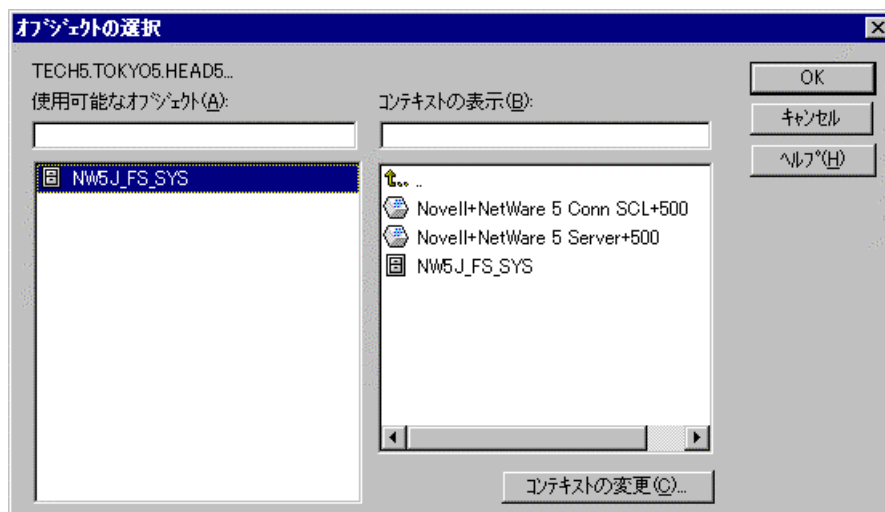 オブジェクトの選択
TECH5.TOKYO5.HEAD5...
使用可能なオブジェクト(A):
NW5J_FS_SYS
コンテキストの表示(B):
..
Novell+NetWare 5 Conn SCL+500
Novell+NetWare 5 Server+500
NW5J_FS_SYS
コンテキストの変更(C)...
OK
キャンセル
ヘルプ(H)